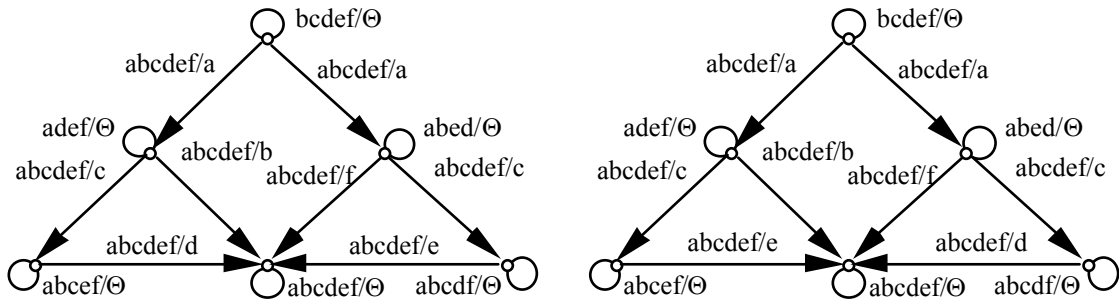 bcdef/Θ bcdef/Θ
abcdef/a abcdef/a abcdef/a abcdef/a
adef/Θ abed/Θ adef/Θ abed/Θ
abcdef/c abcdef/b abcdef/f abcdef/c abcdef/c abcdef/b abcdef/f abcdef/c
abcdef/d abcdef/e abcdef/e abcdef/d
abcef/Θ abcdef/Θ abcdf/Θ abcef/Θ abcdef/Θ abcdf/Θ